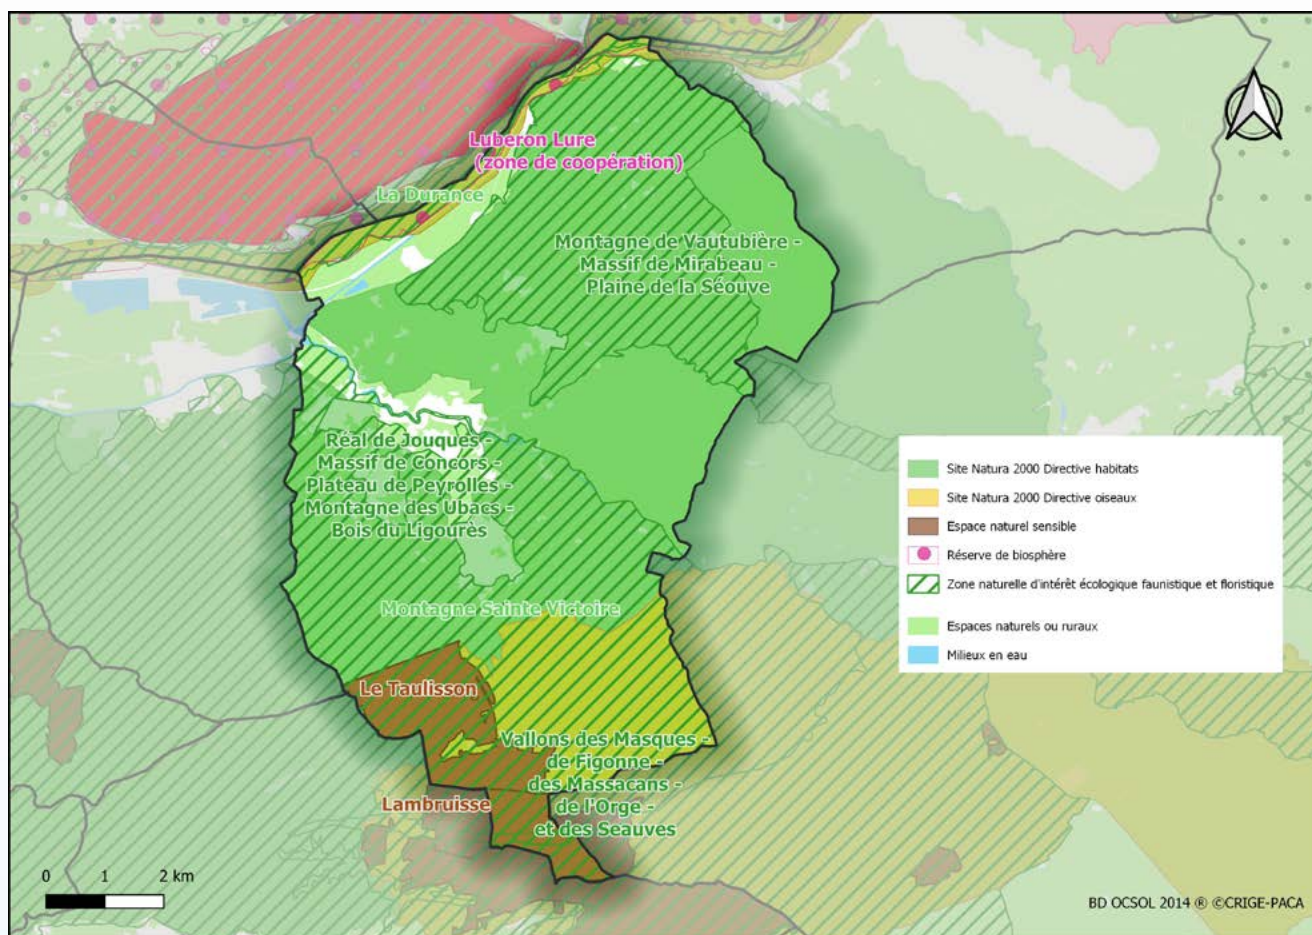 Luberon Lure
(zone de coopération)
La Durance
Montagne de Vautubière -
Massif de Mirabeau -
Plaine de la Séouve
Réal de Jouques -
Massif de Concors -
Plateau de Peyrolles -
Montagne des Ubacs -
Bois du Ligourès
Montagne Sainte Victoire
Le Taulisson
Vallons des Masques -
de Figonne -
des Massacans -
de l'Orge -
et des Seauves
Lambruisse
Site Natura 2000 Directive habitats
Site Natura 2000 Directive oiseaux
Espace naturel sensible
Réserve de biosphère
Zone naturelle d'intérêt écologique faunistique et floristique
Espaces naturels ou ruraux
Milieux en eau
0 1 2 km
BD OCSOL 2014 ® ©CRIGE-PACA